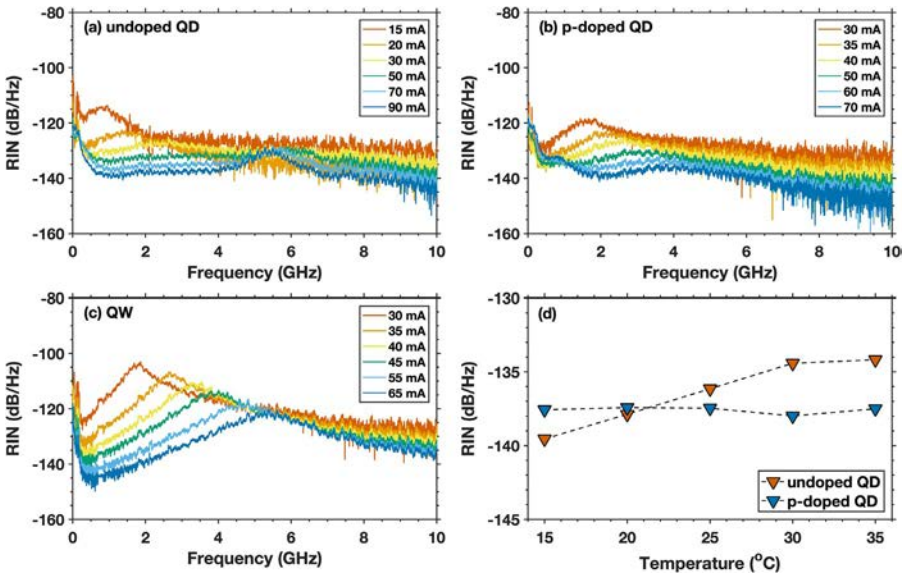 (a) undoped QD
15 mA
20 mA
30 mA
50 mA
70 mA
90 mA
-80
-100
-120
-140
-160
RIN (dB/Hz)
0 2 4 6 8 10
Frequency (GHz)
(b) p-doped QD
30 mA
35 mA
40 mA
50 mA
60 mA
70 mA
-80
-100
-120
-140
-160
RIN (dB/Hz)
0 2 4 6 8 10
Frequency (GHz)
(c) QW
30 mA
35 mA
40 mA
45 mA
55 mA
65 mA
-80
-100
-120
-140
-160
RIN (dB/Hz)
0 2 4 6 8 10
Frequency (GHz)
(d)
-130
-135
-140
-145
RIN (dB/Hz)
undoped QD
p-doped QD
15 20 25 30 35
Temperature (°C)